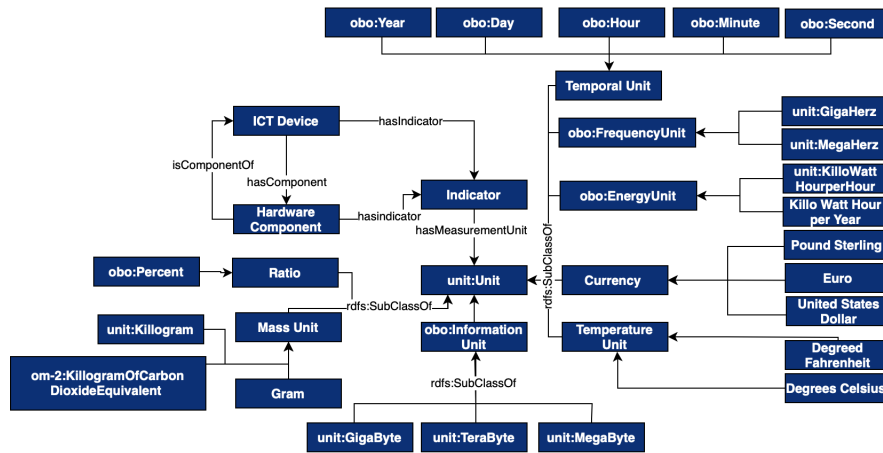 obo:Year
obo:Day
obo:Hour
obo:Minute
obo:Second
Temporal Unit
unit:GigaHerz
ICT Device
hasIndicator
obo:FrequencyUnit
unit:MegaHerz
isComponentOf
hasComponent
unit:KilloWatt
HourperHour
Indicator
obo:EnergyUnit
Killo Watt Hour
per Year
Hardware
Component
hasindicator
hasMeasurementUnit
rdfs:SubClassOf
Pound Sterling
obo:Percent
Ratio
unit:Unit
Currency
Euro
rdfs:SubClassOf
United States
Dollar
unit:Killogram
Mass Unit
obo:Information
Unit
Temperature
Unit
Degreed
Fahrenheit
om-2:KillogramOfCarbon
DioxideEquivalent
Gram
rdfs:SubClassOf
Degrees Celsius
unit:GigaByte
unit:TeraByte
unit:MegaByte